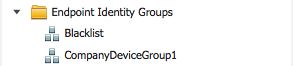 Endpoint Identity Groups
Blacklist
CompanyDeviceGroup1